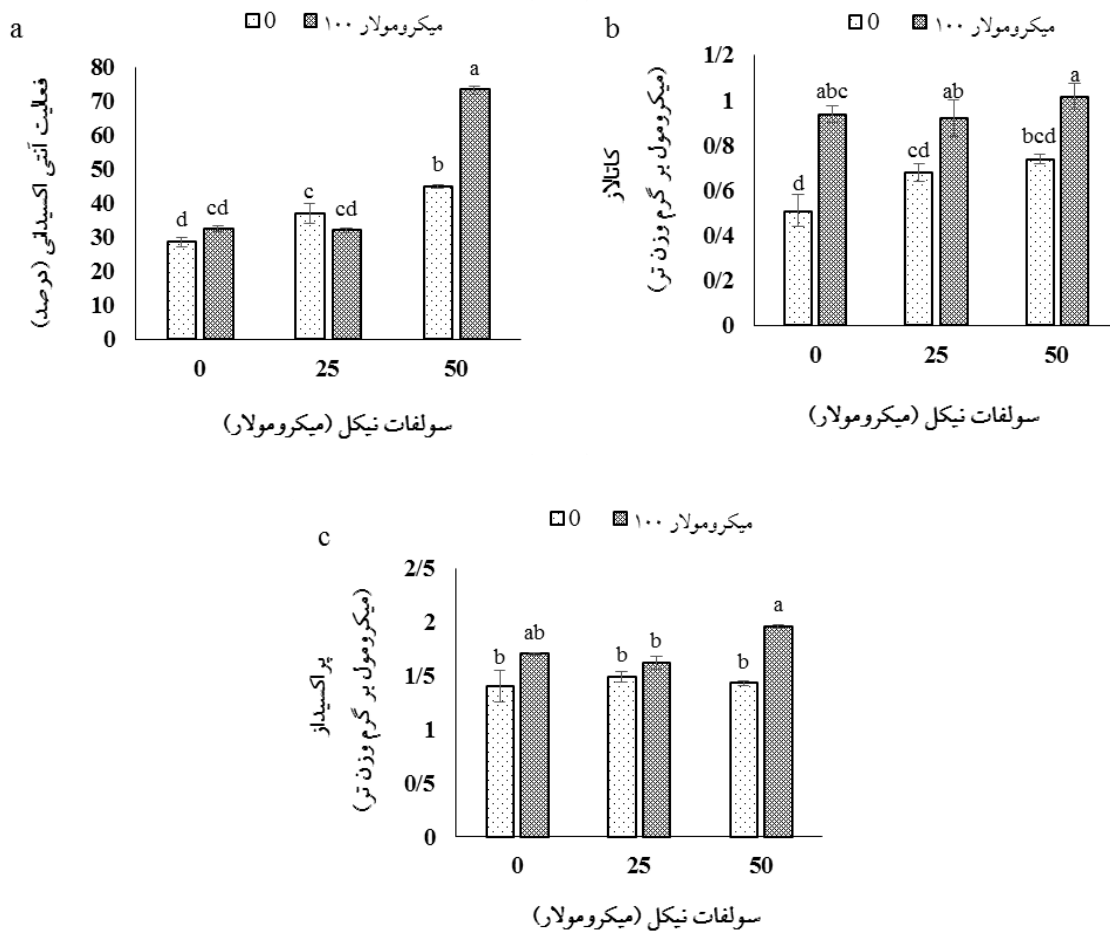 a
0 ۱۰۰ میکرومولار
فعالیت آنتی اکسیدانی (درصد)
80
70
60
50
40
30
20
10
0
d cd c cd b a
0 25 50
سولفات نیکل (میکرومولار)
b
0 ۱۰۰ میکرومولار
کاتالاز
(میکرومول بر گرم وزن تر)
1/2
1
0/8
0/6
0/4
0/2
0
d abc cd ab bcd a
0 25 50
سولفات نیکل (میکرومولار)
c
0 ۱۰۰ میکرومولار
پراکسیداز
(میکرومول بر گرم وزن تر)
2/5
2
1/5
1
0/5
0
b ab b b b a
0 25 50
سولفات نیکل (میکرومولار)